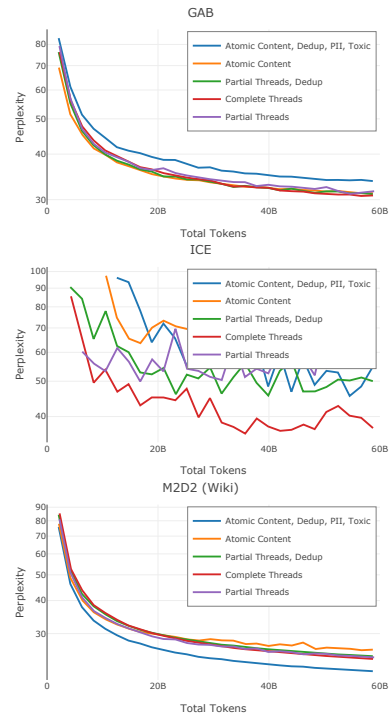 GAB
80
70
60
50
40
30
Perplexity
Atomic Content, Dedup, PII, Toxic
Atomic Content
Partial Threads, Dedup
Complete Threads
Partial Threads
20B
40B
60B
Total Tokens
ICE
100
90
80
70
60
50
40
Perplexity
Atomic Content, Dedup, PII, Toxic
Atomic Content
Partial Threads, Dedup
Complete Threads
Partial Threads
20B
40B
60B
Total Tokens
M2D2 (Wiki)
90
80
70
60
50
40
30
Perplexity
Atomic Content, Dedup, PII, Toxic
Atomic Content
Partial Threads, Dedup
Complete Threads
Partial Threads
20B
40B
60B
Total Tokens